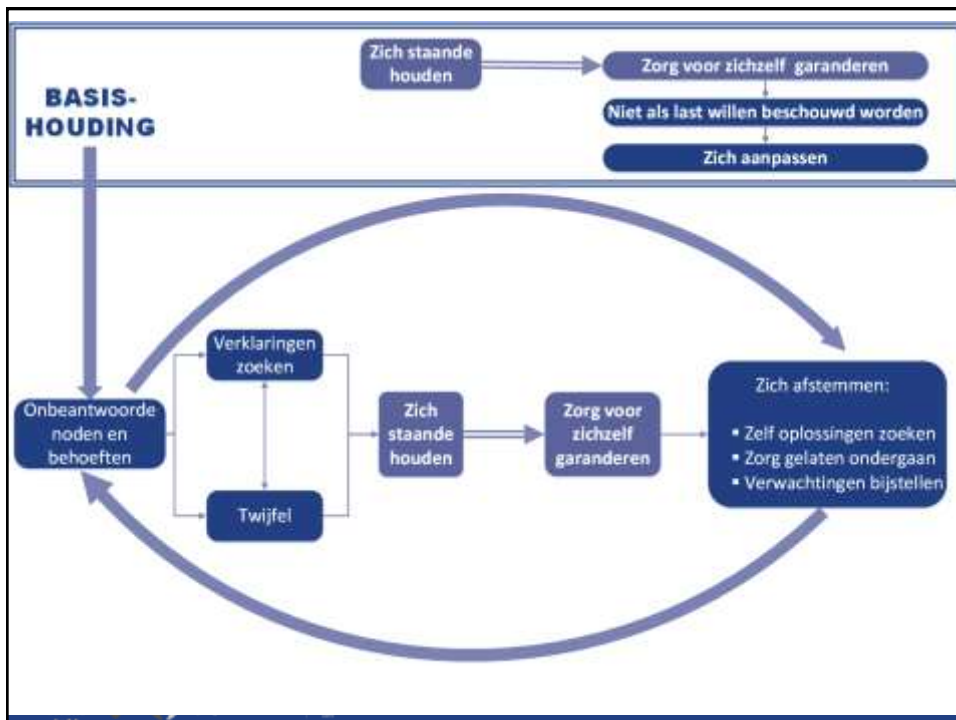 Zich staande
houden
Zorg voor zichzelf garanderen
BASIS-
HOUDING
Niet als last willen beschouwd worden
Zich aanpassen
Verklaringen
zoeken
Onbeantwoorde
noden en
behoeften
Twijfel
Zich
staande
houden
Zorg voor
zichzelf
garanderen
Zich afstemmen:
▪ Zelf oplossingen zoeken
▪ Zorg gelaten ondergaan
▪ Verwachtingen bijstellen